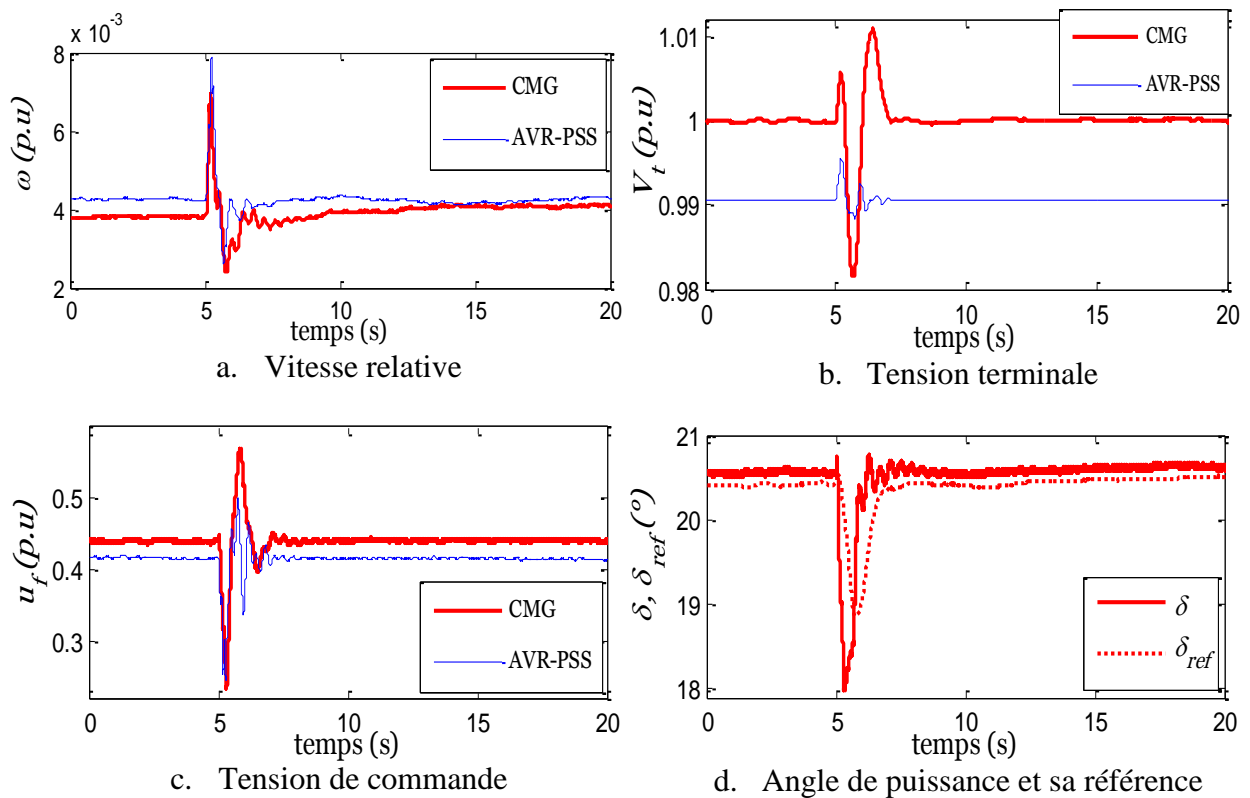 x 10⁻³
8
6
4
2
ω (p.u)
CMG
AVR-PSS
0 5 10 15 20
temps (s)
a. Vitesse relative
1.01
1
0.99
0.98
V_t (p.u)
CMG
AVR-PSS
0 5 10 15 20
temps (s)
b. Tension terminale
0.5
0.4
0.3
u_f (p.u)
CMG
AVR-PSS
0 5 10 15 20
temps (s)
c. Tension de commande
21
20
19
18
δ, δ_ref (°)
δ
δ_ref
0 5 10 15 20
temps (s)
d. Angle de puissance et sa référence